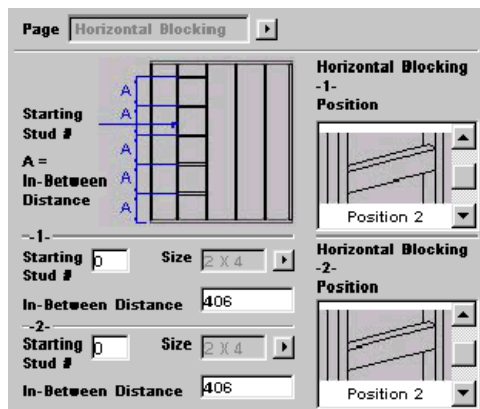 Page Horizontal Blocking
Starting
Stud #
A =
In-Between
Distance
A
A
A
A
A
Horizontal Blocking
-1-
Position
Position 2
-1-
Starting
Stud #
0
Size
2 X 4
In-Between Distance
406
Horizontal Blocking
-2-
Position
Position 2
-2-
Starting
Stud #
0
Size
2 X 4
In-Between Distance
406